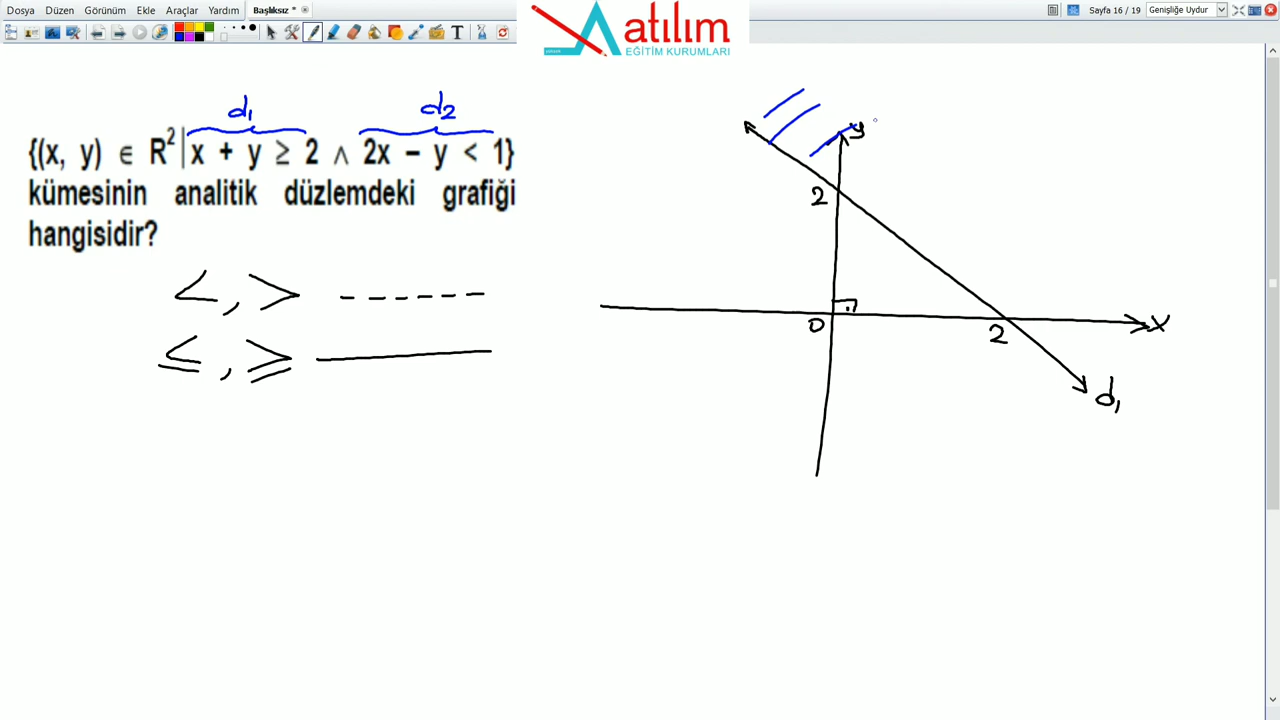 Dosya Düzen Görünüm Ekle Araçlar Yardım Başlıksız * Sayfa 16 / 19 Genişliğe Uydur
atılım
EĞİTİM KURUMLARI
d1 d2
{(x, y) ∈ R² | x + y ≥ 2 ∧ 2x − y < 1}
kümesinin analitik düzlemdeki grafiği
hangisidir?
<, > ------
≤, ≥
y
2
0
2
x
d1